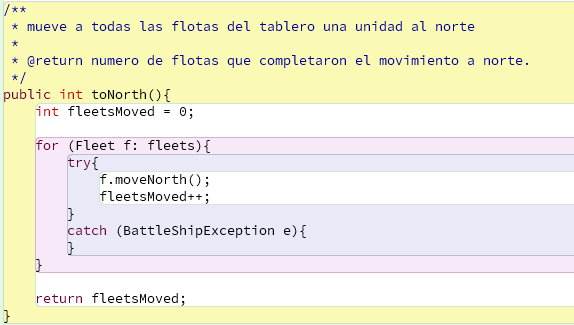 /**
 * mueve a todas las flotas del tablero una unidad al norte
 *
 * @return numero de flotas que completaron el movimiento a norte.
 */
public int toNorth(){
    int fleetsMoved = 0;

    for (Fleet f: fleets){
        try{
            f.moveNorth();
            fleetsMoved++;
        }
        catch (BattleShipException e){
        }
    }

    return fleetsMoved;
}